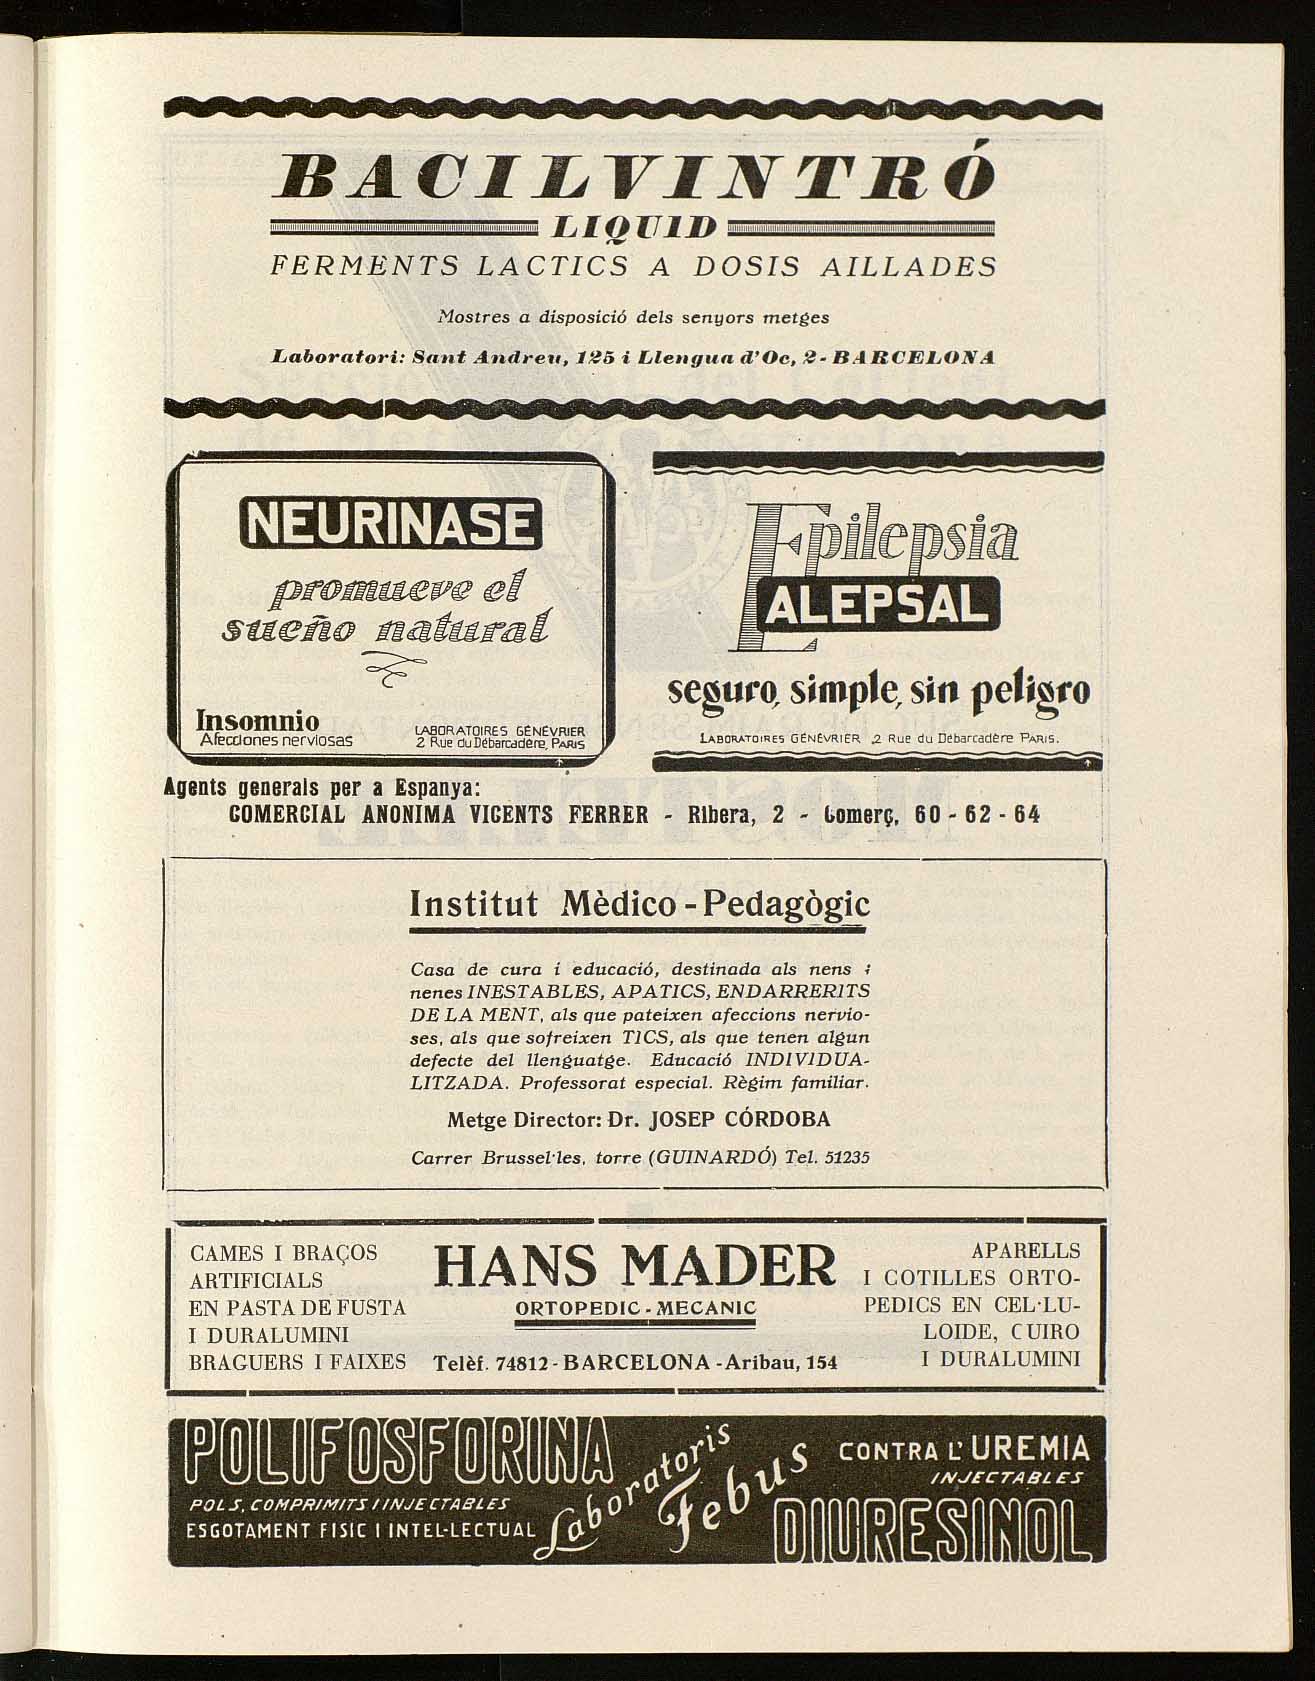 BACILVINTRÓ
LIQUID
FERMENTS LACTICS A DOSIS AILLADES
Mostres a disposició dels senyors metges
Laboratori: Sant Andreu, 125 i Llengua d'Oc, 2 - BARCELONA
NEURINASE
promueve el
sueño natural
Insomnio
Afecciones nerviosas
LABORATOIRES GÉNÉVRIER
2 Rue du Débarcadère, PARIS
Epilepsia
ALEPSAL
seguro, simple, sin peligro
LABORATOIRES GÉNÉVRIER 2 Rue du Débarcadère PARIS.
Agents generals per a Espanya:
COMERCIAL ANONIMA VICENTS FERRER - Ribera, 2 - Comerç, 60 - 62 - 64
Institut Mèdico - Pedagògic
Casa de cura i educació, destinada als nens i
nenes INESTABLES, APATICS, ENDARRERITS
DE LA MENT, als que pateixen afeccions nervio-
ses, als que sofreixen TICS, als que tenen algun
defecte del llenguatge. Educació INDIVIDUA-
LITZADA. Professorat especial. Règim familiar.
Metge Director: Dr. JOSEP CÓRDOBA
Carrer Brussel·les, torre (GUINARDÓ) Tel. 51235
CAMES I BRAÇOS
ARTIFICIALS
EN PASTA DE FUSTA
I DURALUMINI
BRAGUERS I FAIXES
HANS MADER
ORTOPEDIC - MECANIC
Telèf. 74812 - BARCELONA - Aribau, 154
APARELLS
I COTILLES ORTO-
PEDICS EN CEL·LU-
LOIDE, CUIRO
I DURALUMINI
POLIFOSFORINA
POLS, COMPRIMITS I INJECTABLES
ESGOTAMENT FISIC I INTEL·LECTUAL
Laboratoris
Febus
CONTRA L'UREMIA
INJECTABLES
DIURESINOL